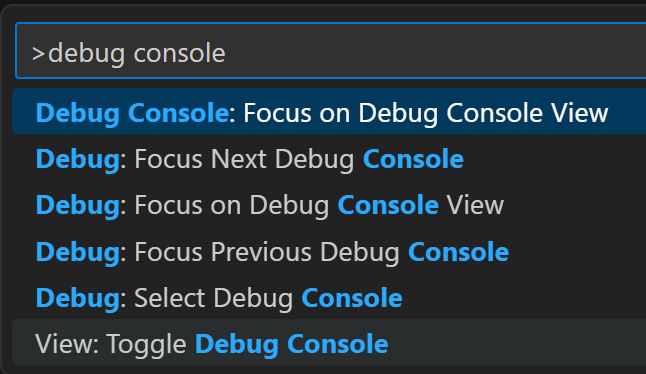 >debug console
Debug Console: Focus on Debug Console View
Debug: Focus Next Debug Console
Debug: Focus on Debug Console View
Debug: Focus Previous Debug Console
Debug: Select Debug Console
View: Toggle Debug Console